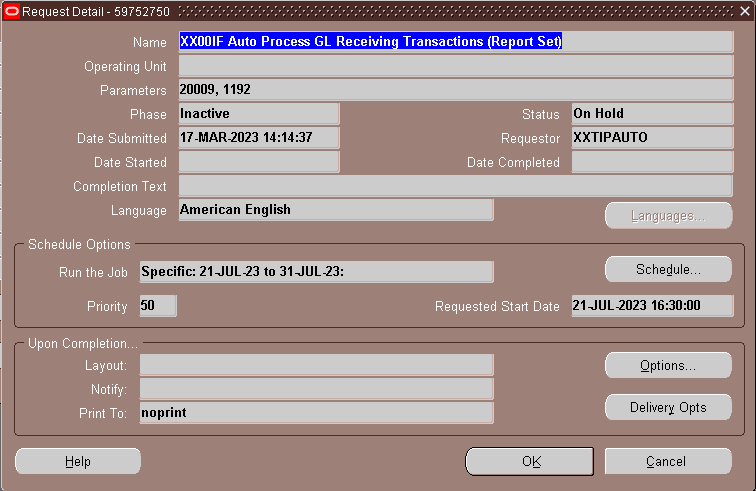 Request Detail - 59752750
Name XX00IF Auto Process GL Receiving Transactions (Report Set)
Operating Unit
Parameters 20009, 1192
Phase Inactive Status On Hold
Date Submitted 17-MAR-2023 14:14:37 Requestor XXTIPAUTO
Date Started Date Completed
Completion Text
Language American English Languages...
Schedule Options
Run the Job Specific: 21-JUL-23 to 31-JUL-23: Schedule...
Priority 50 Requested Start Date 21-JUL-2023 16:30:00
Upon Completion...
Layout: Options...
Notify:
Print To: noprint Delivery Opts
Help OK Cancel